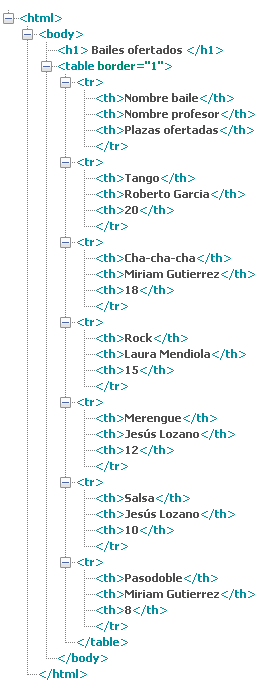 <html>
<body>
<h1> Bailes ofertados </h1>
<table border="1">
<tr>
<th>Nombre baile</th>
<th>Nombre profesor</th>
<th>Plazas ofertadas</th>
</tr>
<tr>
<th>Tango</th>
<th>Roberto Garcia</th>
<th>20</th>
</tr>
<tr>
<th>Cha-cha-cha</th>
<th>Miriam Gutierrez</th>
<th>18</th>
</tr>
<tr>
<th>Rock</th>
<th>Laura Mendiola</th>
<th>15</th>
</tr>
<tr>
<th>Merengue</th>
<th>Jesús Lozano</th>
<th>12</th>
</tr>
<tr>
<th>Salsa</th>
<th>Jesús Lozano</th>
<th>10</th>
</tr>
<tr>
<th>Pasodoble</th>
<th>Miriam Gutierrez</th>
<th>8</th>
</tr>
</table>
</body>
</html>